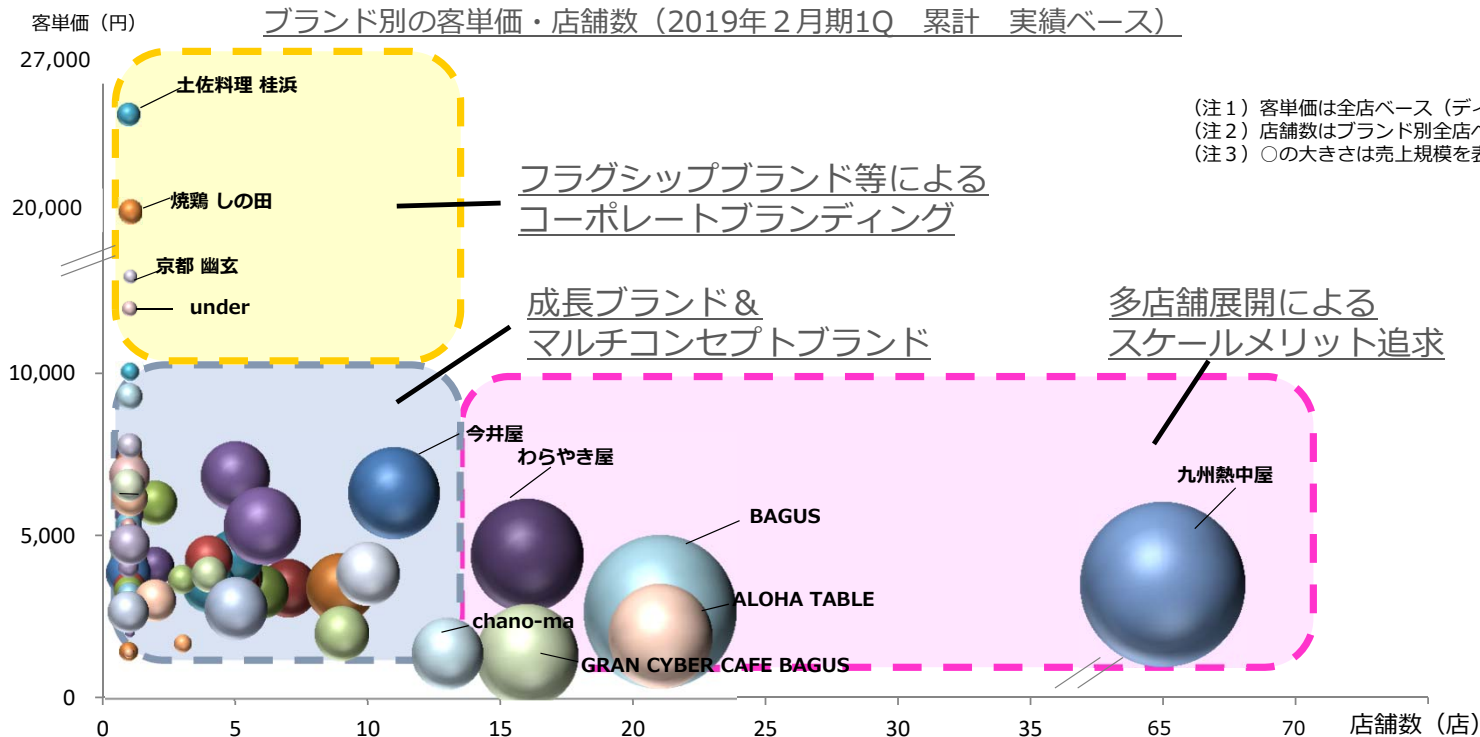 ブランド別の客単価・店舗数（2019年２月期1Q　累計　実績ベース）
客単価（円）
27,000
土佐料理 桂浜
（注１）客単価は全店ベース（ディ
（注２）店舗数はブランド別全店ベ
（注３）○の大きさは売上規模を表
フラグシップブランド等による
コーポレートブランディング
焼鶏 しの田
20,000
京都 幽玄
under
成長ブランド＆
マルチコンセプトブランド
多店舗展開による
スケールメリット追求
10,000
今井屋
わらやき屋
九州熱中屋
BAGUS
5,000
ALOHA TABLE
chano-ma
GRAN CYBER CAFE BAGUS
0
0 5 10 15 20 25 30 35 65 70 店舗数（店）